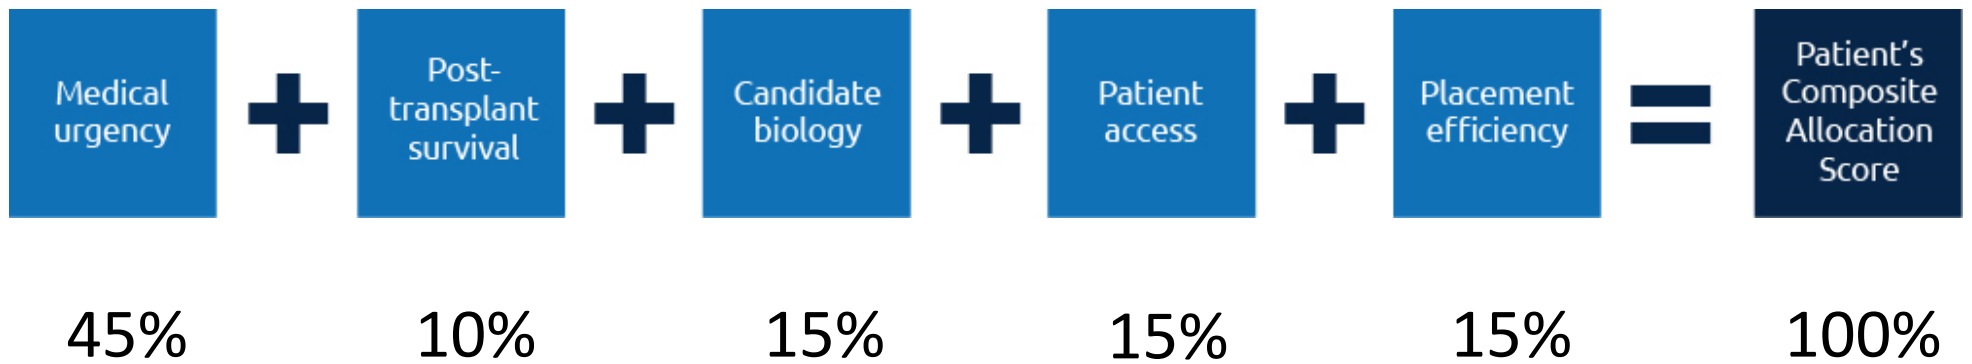 Medical
urgency
Post-
transplant
survival
Candidate
biology
Patient
access
Placement
efficiency
Patient’s
Composite
Allocation
Score
45%
10%
15%
15%
15%
100%